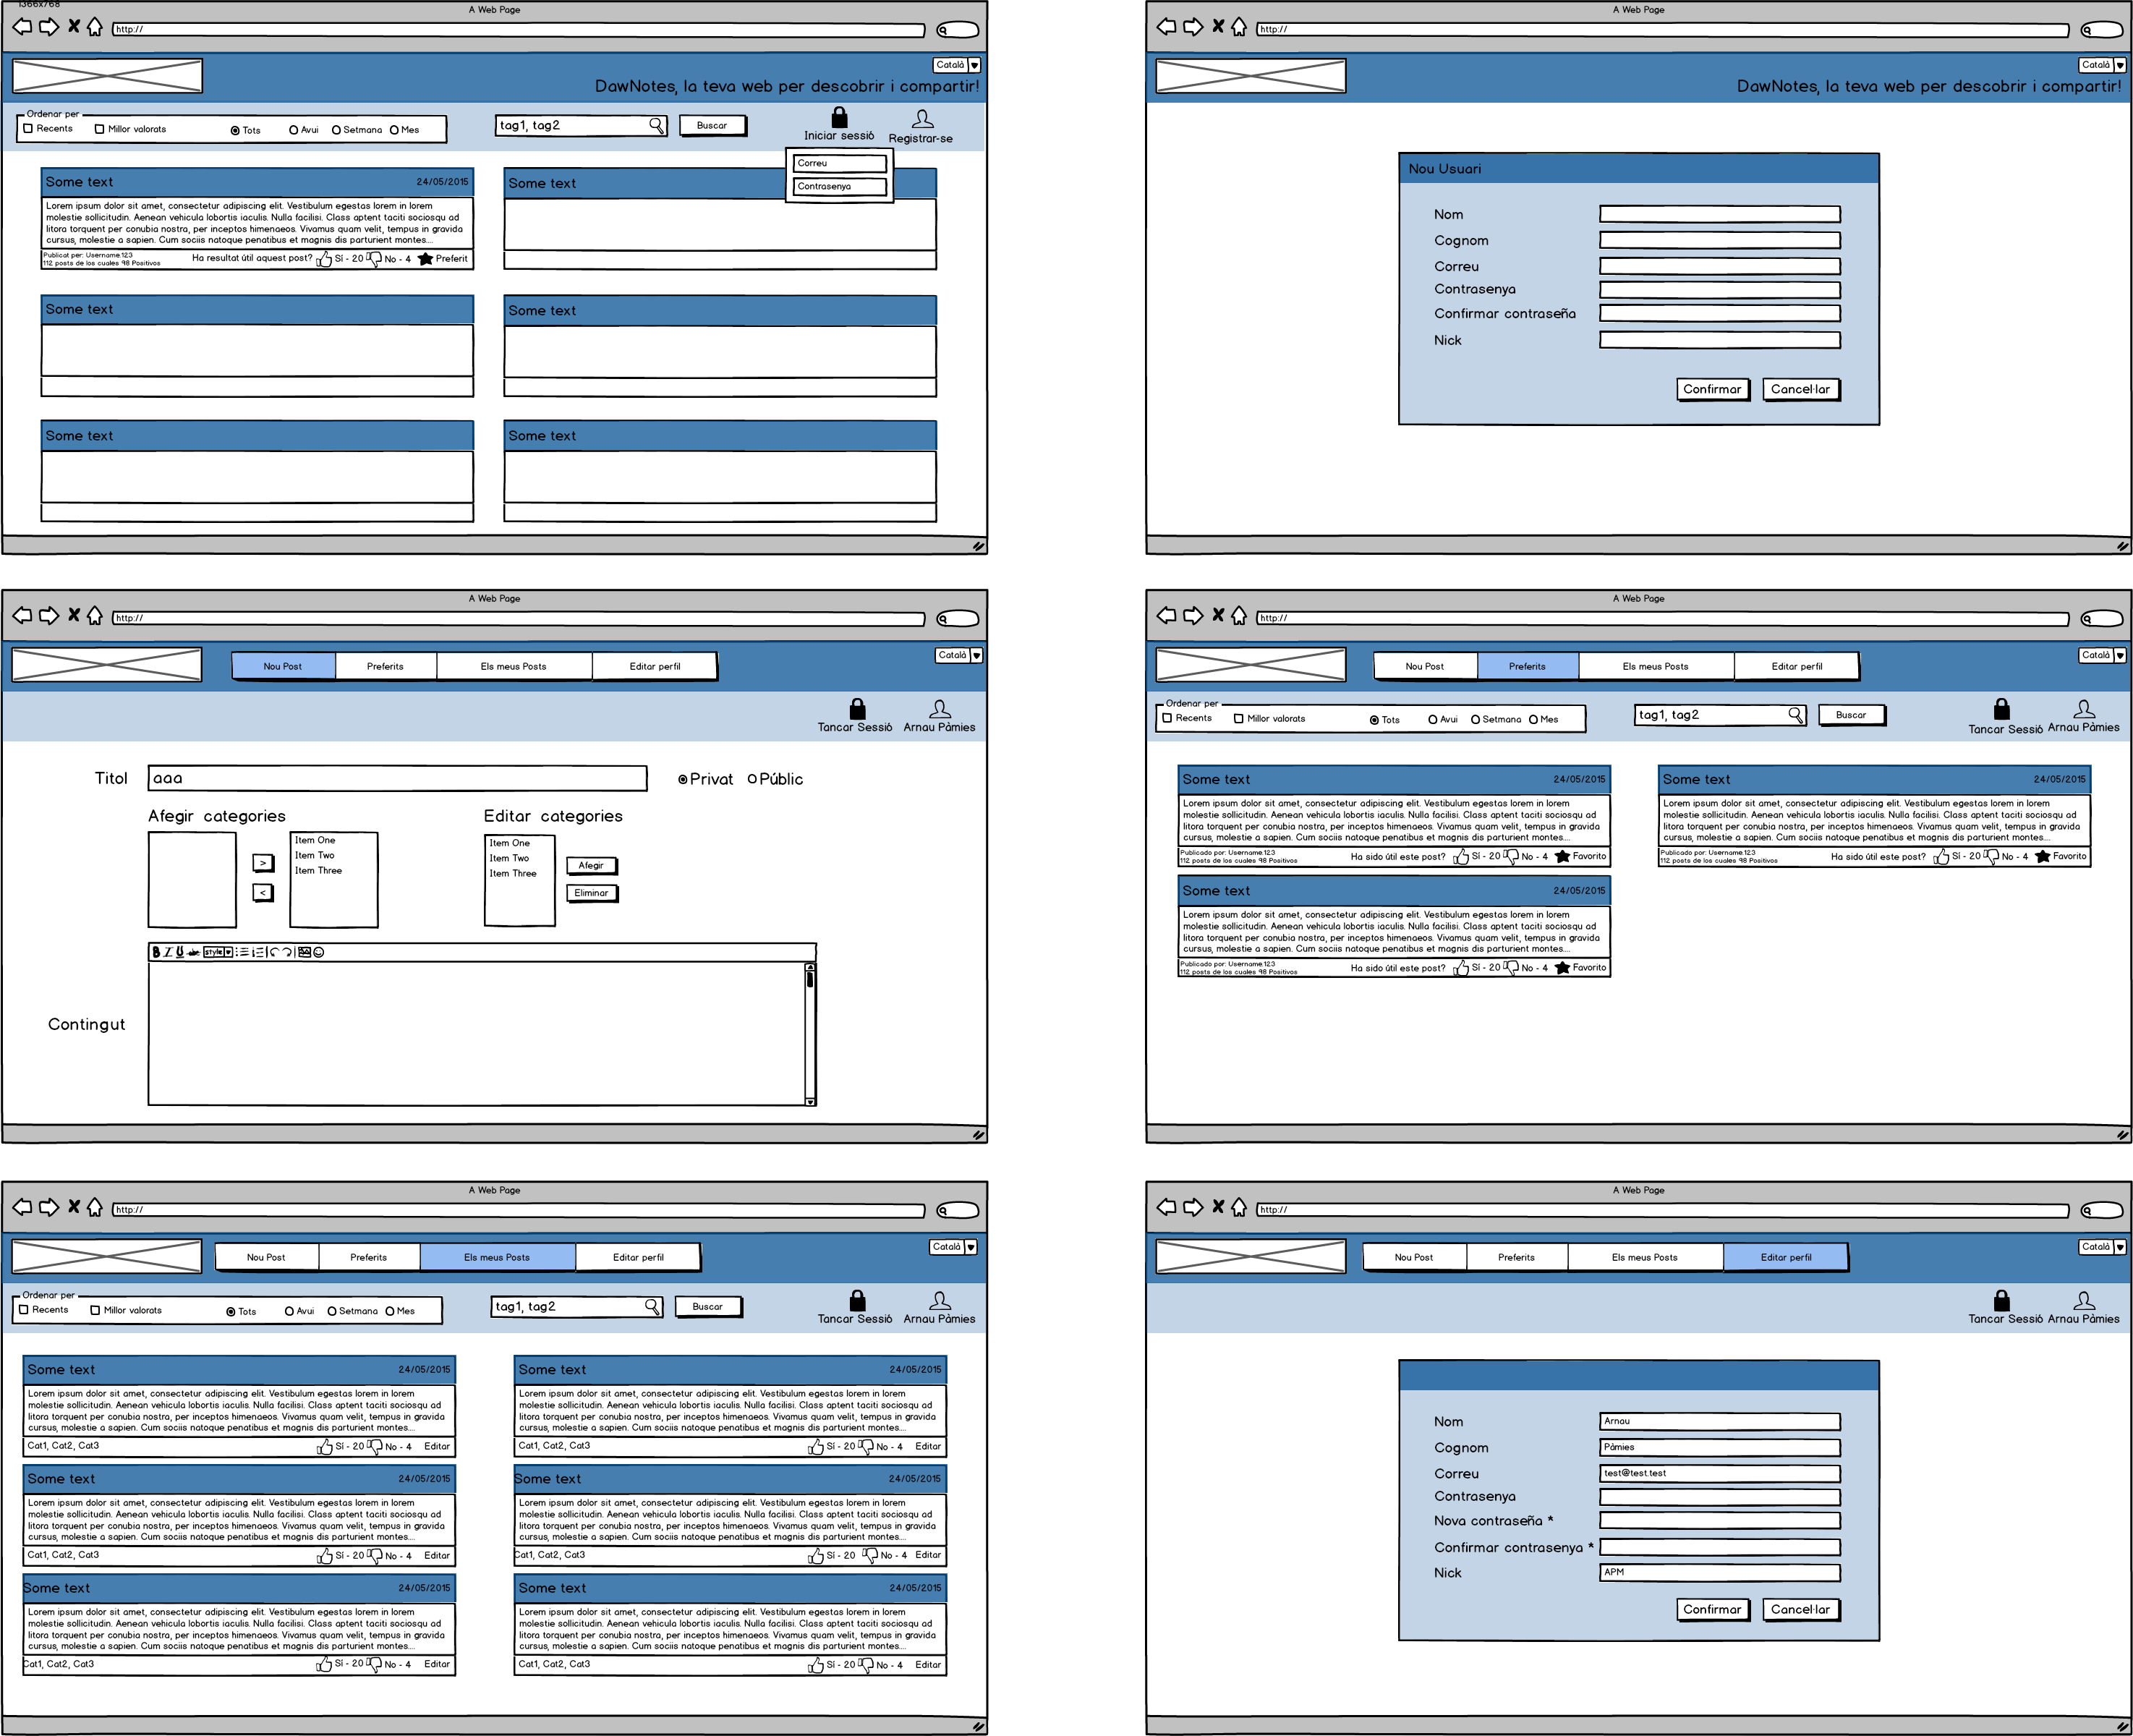 1366x768
A Web Page
http://
Català
DawNotes, la teva web per descobrir i compartir!
Ordenar per
Recents Millor valorats Tots Avui Setmana Mes
tag1, tag2
Buscar
Iniciar sessió
Registrar-se
Correu
Contrasenya
Some text 24/05/2015
Lorem ipsum dolor sit amet, consectetur adipiscing elit. Vestibulum egestas lorem in lorem
molestie sollicitudin. Aenean vehicula lobortis iaculis. Nulla facilisi. Class aptent taciti sociosqu ad
litora torquent per conubia nostra, per inceptos himenaeos. Vivamus quam velit, tempus in gravida
cursus, molestie a sapien. Cum sociis natoque penatibus et magnis dis parturient montes....
Publicat per: Username.123
112 posts de los cuales 98 Positivos
Ha resultat útil aquest post? Sí - 20 No - 4 Preferit
Some text
Some text
Some text
Some text
Some text
A Web Page
http://
Català
DawNotes, la teva web per descobrir i compartir!
Nou Usuari
Nom
Cognom
Correu
Contrasenya
Confirmar contraseña
Nick
Confirmar Cancel·lar
A Web Page
http://
Nou Post Preferits Els meus Posts Editar perfil
Català
Tancar Sessió Arnau Pàmies
Titol aaa Privat Públic
Afegir categories Editar categories
>
<
Item One
Item Two
Item Three
Item One
Item Two
Item Three
Afegir
Eliminar
B I U abc style
Contingut
A Web Page
http://
Nou Post Preferits Els meus Posts Editar perfil
Català
Ordenar per
Recents Millor valorats Tots Avui Setmana Mes
tag1, tag2
Buscar
Tancar Sessió Arnau Pàmies
Some text 24/05/2015
Lorem ipsum dolor sit amet, consectetur adipiscing elit. Vestibulum egestas lorem in lorem
molestie sollicitudin. Aenean vehicula lobortis iaculis. Nulla facilisi. Class aptent taciti sociosqu ad
litora torquent per conubia nostra, per inceptos himenaeos. Vivamus quam velit, tempus in gravida
cursus, molestie a sapien. Cum sociis natoque penatibus et magnis dis parturient montes....
Publicado por: Username.123
112 posts de los cuales 98 Positivos
Ha sido útil este post? Sí - 20 No - 4 Favorito
Some text 24/05/2015
Lorem ipsum dolor sit amet, consectetur adipiscing elit. Vestibulum egestas lorem in lorem
molestie sollicitudin. Aenean vehicula lobortis iaculis. Nulla facilisi. Class aptent taciti sociosqu ad
litora torquent per conubia nostra, per inceptos himenaeos. Vivamus quam velit, tempus in gravida
cursus, molestie a sapien. Cum sociis natoque penatibus et magnis dis parturient montes....
Publicado por: Username.123
112 posts de los cuales 98 Positivos
Ha sido útil este post? Sí - 20 No - 4 Favorito
Some text 24/05/2015
Lorem ipsum dolor sit amet, consectetur adipiscing elit. Vestibulum egestas lorem in lorem
molestie sollicitudin. Aenean vehicula lobortis iaculis. Nulla facilisi. Class aptent taciti sociosqu ad
litora torquent per conubia nostra, per inceptos himenaeos. Vivamus quam velit, tempus in gravida
cursus, molestie a sapien. Cum sociis natoque penatibus et magnis dis parturient montes....
Publicado por: Username.123
112 posts de los cuales 98 Positivos
Ha sido útil este post? Sí - 20 No - 4 Favorito
A Web Page
http://
Nou Post Preferits Els meus Posts Editar perfil
Català
Ordenar per
Recents Millor valorats Tots Avui Setmana Mes
tag1, tag2
Buscar
Tancar Sessió Arnau Pàmies
Some text 24/05/2015
Lorem ipsum dolor sit amet, consectetur adipiscing elit. Vestibulum egestas lorem in lorem
molestie sollicitudin. Aenean vehicula lobortis iaculis. Nulla facilisi. Class aptent taciti sociosqu ad
litora torquent per conubia nostra, per inceptos himenaeos. Vivamus quam velit, tempus in gravida
cursus, molestie a sapien. Cum sociis natoque penatibus et magnis dis parturient montes....
Cat1, Cat2, Cat3 Sí - 20 No - 4 Editar
Some text 24/05/2015
Lorem ipsum dolor sit amet, consectetur adipiscing elit. Vestibulum egestas lorem in lorem
molestie sollicitudin. Aenean vehicula lobortis iaculis. Nulla facilisi. Class aptent taciti sociosqu ad
litora torquent per conubia nostra, per inceptos himenaeos. Vivamus quam velit, tempus in gravida
cursus, molestie a sapien. Cum sociis natoque penatibus et magnis dis parturient montes....
Cat1, Cat2, Cat3 Sí - 20 No - 4 Editar
Some text 24/05/2015
Lorem ipsum dolor sit amet, consectetur adipiscing elit. Vestibulum egestas lorem in lorem
molestie sollicitudin. Aenean vehicula lobortis iaculis. Nulla facilisi. Class aptent taciti sociosqu ad
litora torquent per conubia nostra, per inceptos himenaeos. Vivamus quam velit, tempus in gravida
cursus, molestie a sapien. Cum sociis natoque penatibus et magnis dis parturient montes....
Cat1, Cat2, Cat3 Sí - 20 No - 4 Editar
Some text 24/05/2015
Lorem ipsum dolor sit amet, consectetur adipiscing elit. Vestibulum egestas lorem in lorem
molestie sollicitudin. Aenean vehicula lobortis iaculis. Nulla facilisi. Class aptent taciti sociosqu ad
litora torquent per conubia nostra, per inceptos himenaeos. Vivamus quam velit, tempus in gravida
cursus, molestie a sapien. Cum sociis natoque penatibus et magnis dis parturient montes....
Cat1, Cat2, Cat3 Sí - 20 No - 4 Editar
Some text 24/05/2015
Lorem ipsum dolor sit amet, consectetur adipiscing elit. Vestibulum egestas lorem in lorem
molestie sollicitudin. Aenean vehicula lobortis iaculis. Nulla facilisi. Class aptent taciti sociosqu ad
litora torquent per conubia nostra, per inceptos himenaeos. Vivamus quam velit, tempus in gravida
cursus, molestie a sapien. Cum sociis natoque penatibus et magnis dis parturient montes....
Cat1, Cat2, Cat3 Sí - 20 No - 4 Editar
Some text 24/05/2015
Lorem ipsum dolor sit amet, consectetur adipiscing elit. Vestibulum egestas lorem in lorem
molestie sollicitudin. Aenean vehicula lobortis iaculis. Nulla facilisi. Class aptent taciti sociosqu ad
litora torquent per conubia nostra, per inceptos himenaeos. Vivamus quam velit, tempus in gravida
cursus, molestie a sapien. Cum sociis natoque penatibus et magnis dis parturient montes....
Cat1, Cat2, Cat3 Sí - 20 No - 4 Editar
A Web Page
http://
Nou Post Preferits Els meus Posts Editar perfil
Català
Tancar Sessió Arnau Pàmies
Nom Arnau
Cognom Pàmies
Correu test@test.test
Contrasenya
Nova contraseña *
Confirmar contrasenya *
Nick APM
Confirmar Cancel·lar